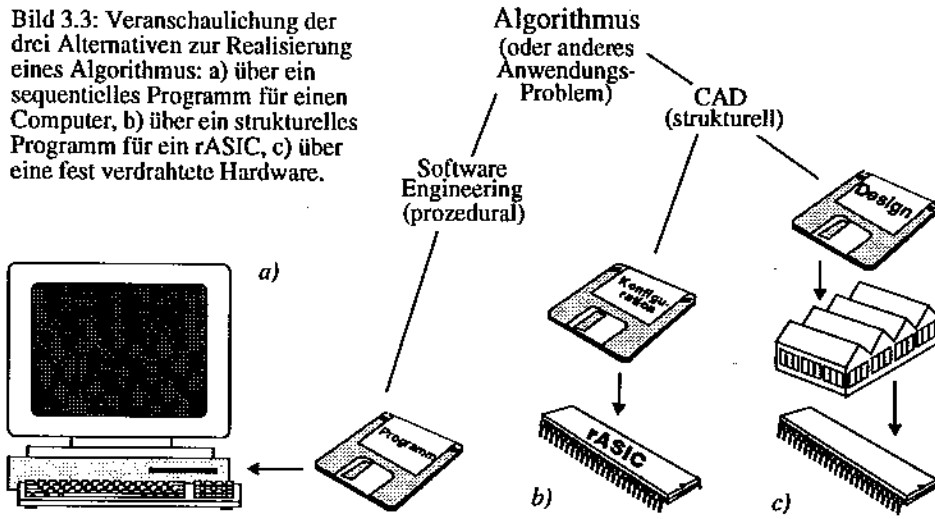 Bild 3.3: Veranschaulichung der
drei Alternativen zur Realisierung
eines Algorithmus: a) über ein
sequentielles Programm für einen
Computer, b) über ein strukturelles
Programm für ein rASIC, c) über
eine fest verdrahtete Hardware.
Algorithmus
(oder anderes
Anwendungs-
Problem)
CAD
(strukturell)
Software
Engineering
(prozedural)
Design
a)
Konfigu-
ration
Programm
rASIC
b)
c)